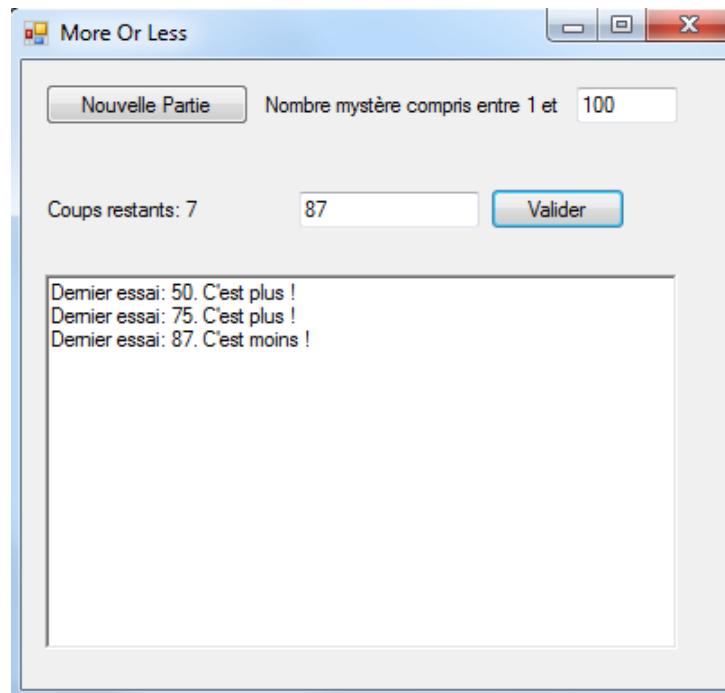 More Or Less
Nouvelle Partie Nombre mystère compris entre 1 et 100
Coups restants: 7 87 Valider
Dernier essai: 50. C'est plus !
Dernier essai: 75. C'est plus !
Dernier essai: 87. C'est moins !